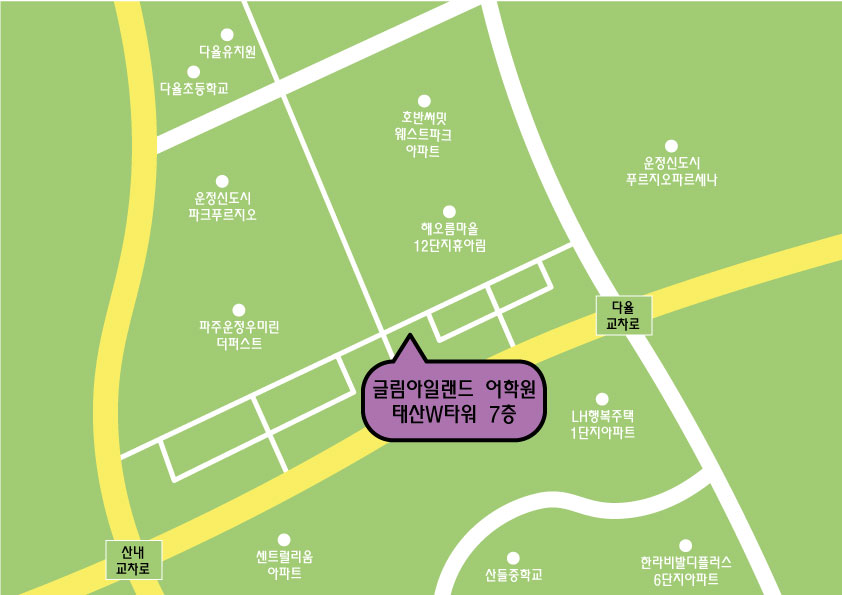 다율유치원
다율초등학교
호반써밋
웨스트파크
아파트
운정신도시
푸르지오파르세나
운정신도시
파크푸르지오
해오름마을
12단지휴아림
파주운정우미린
더퍼스트
다율
교차로
글림아일랜드 어학원
태산W타워 7층
LH행복주택
1단지아파트
산내
교차로
센트럴리움
아파트
산들중학교
한라비발디플러스
6단지아파트